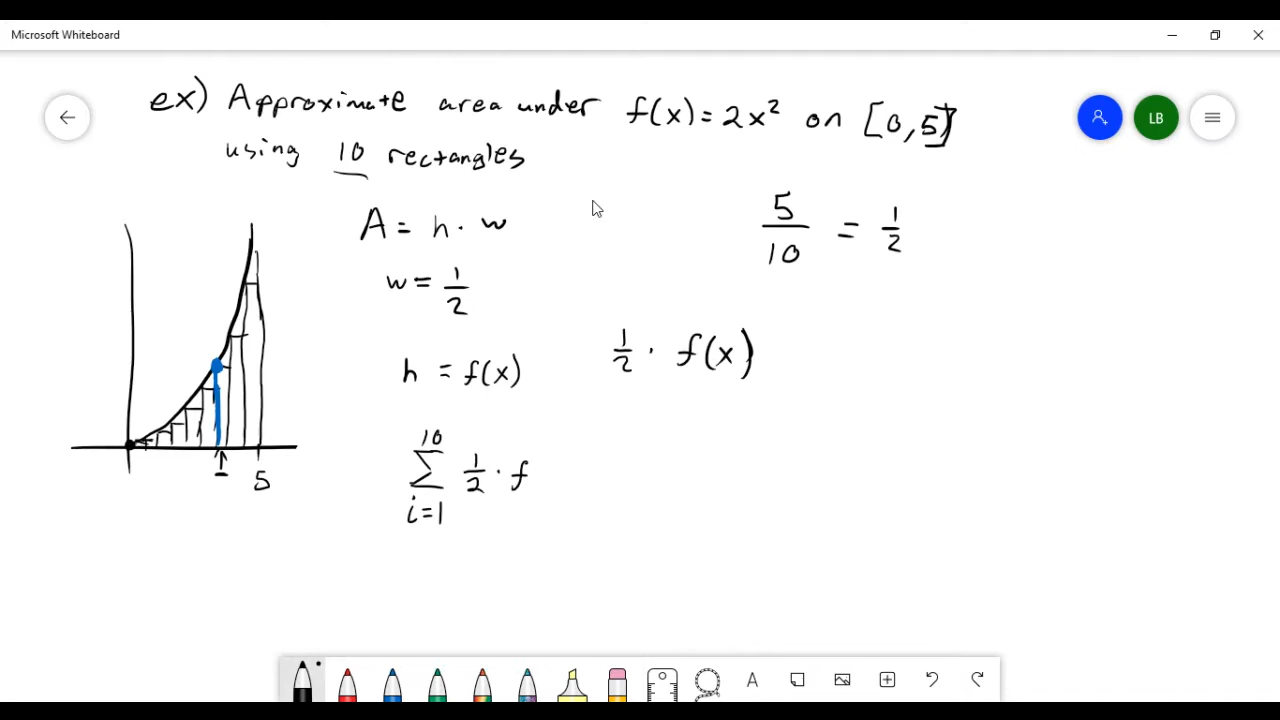 Microsoft Whiteboard
ex) Approximate area under f(x) = 2x² on [0,5]
using 10 rectangles
LB
A = h · w
5/10 = 1/2
w = 1/2
1/2 · f(x)
h = f(x)
10
∑ 1/2 · f
i=1
5
A